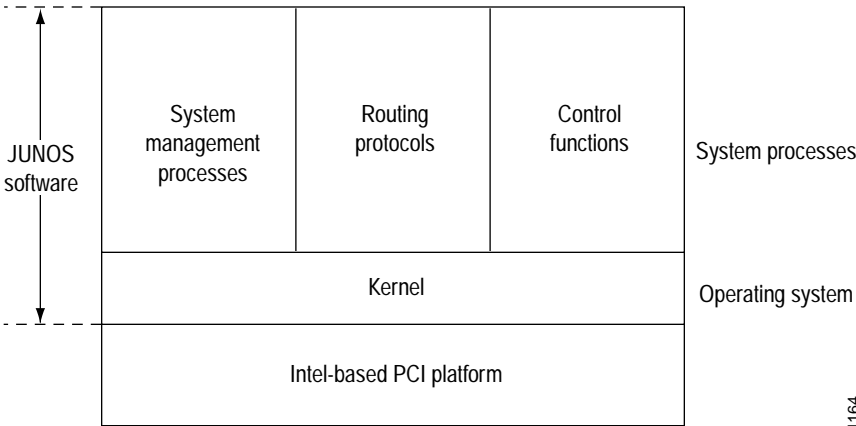 System
management
processes
Routing
protocols
Control
functions
JUNOS
software
System processes
Kernel
Operating system
Intel-based PCI platform
1164